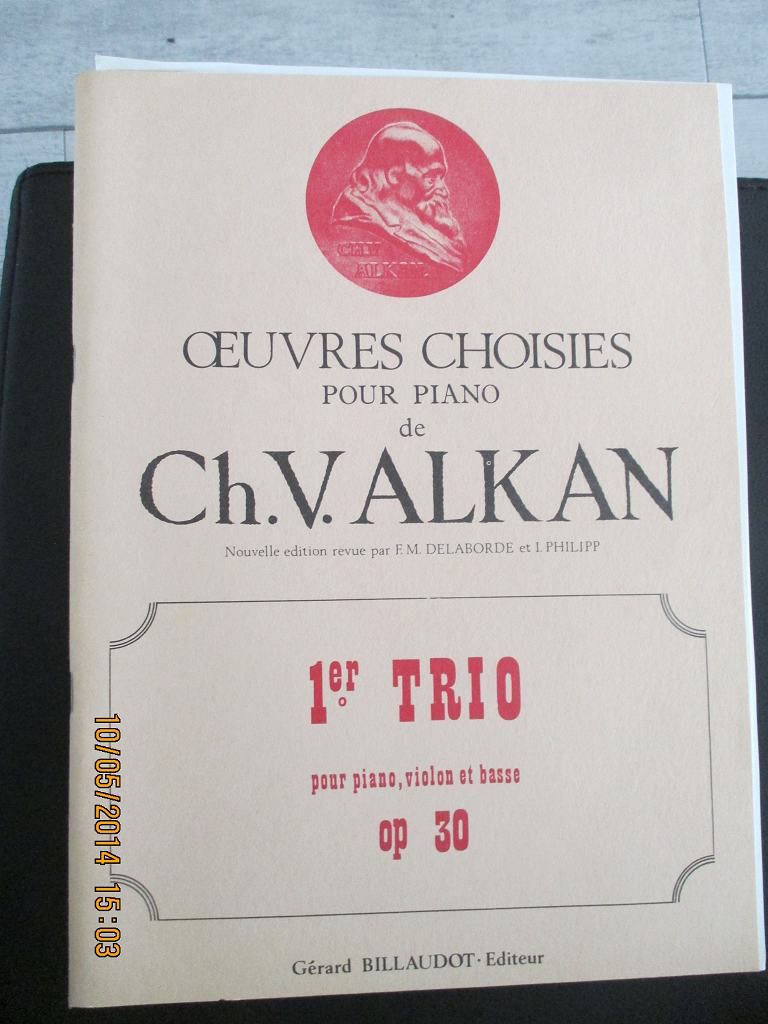 CH.V.
ALKAN
ŒUVRES CHOISIES
POUR PIANO
de
Ch.V. ALKAN
Nouvelle edition revue par F. M. DELABORDE et I. PHILIPP
1er TRIO
pour piano, violon et basse
op 30
Gérard BILLAUDOT · Editeur
10/05/2014 15:03